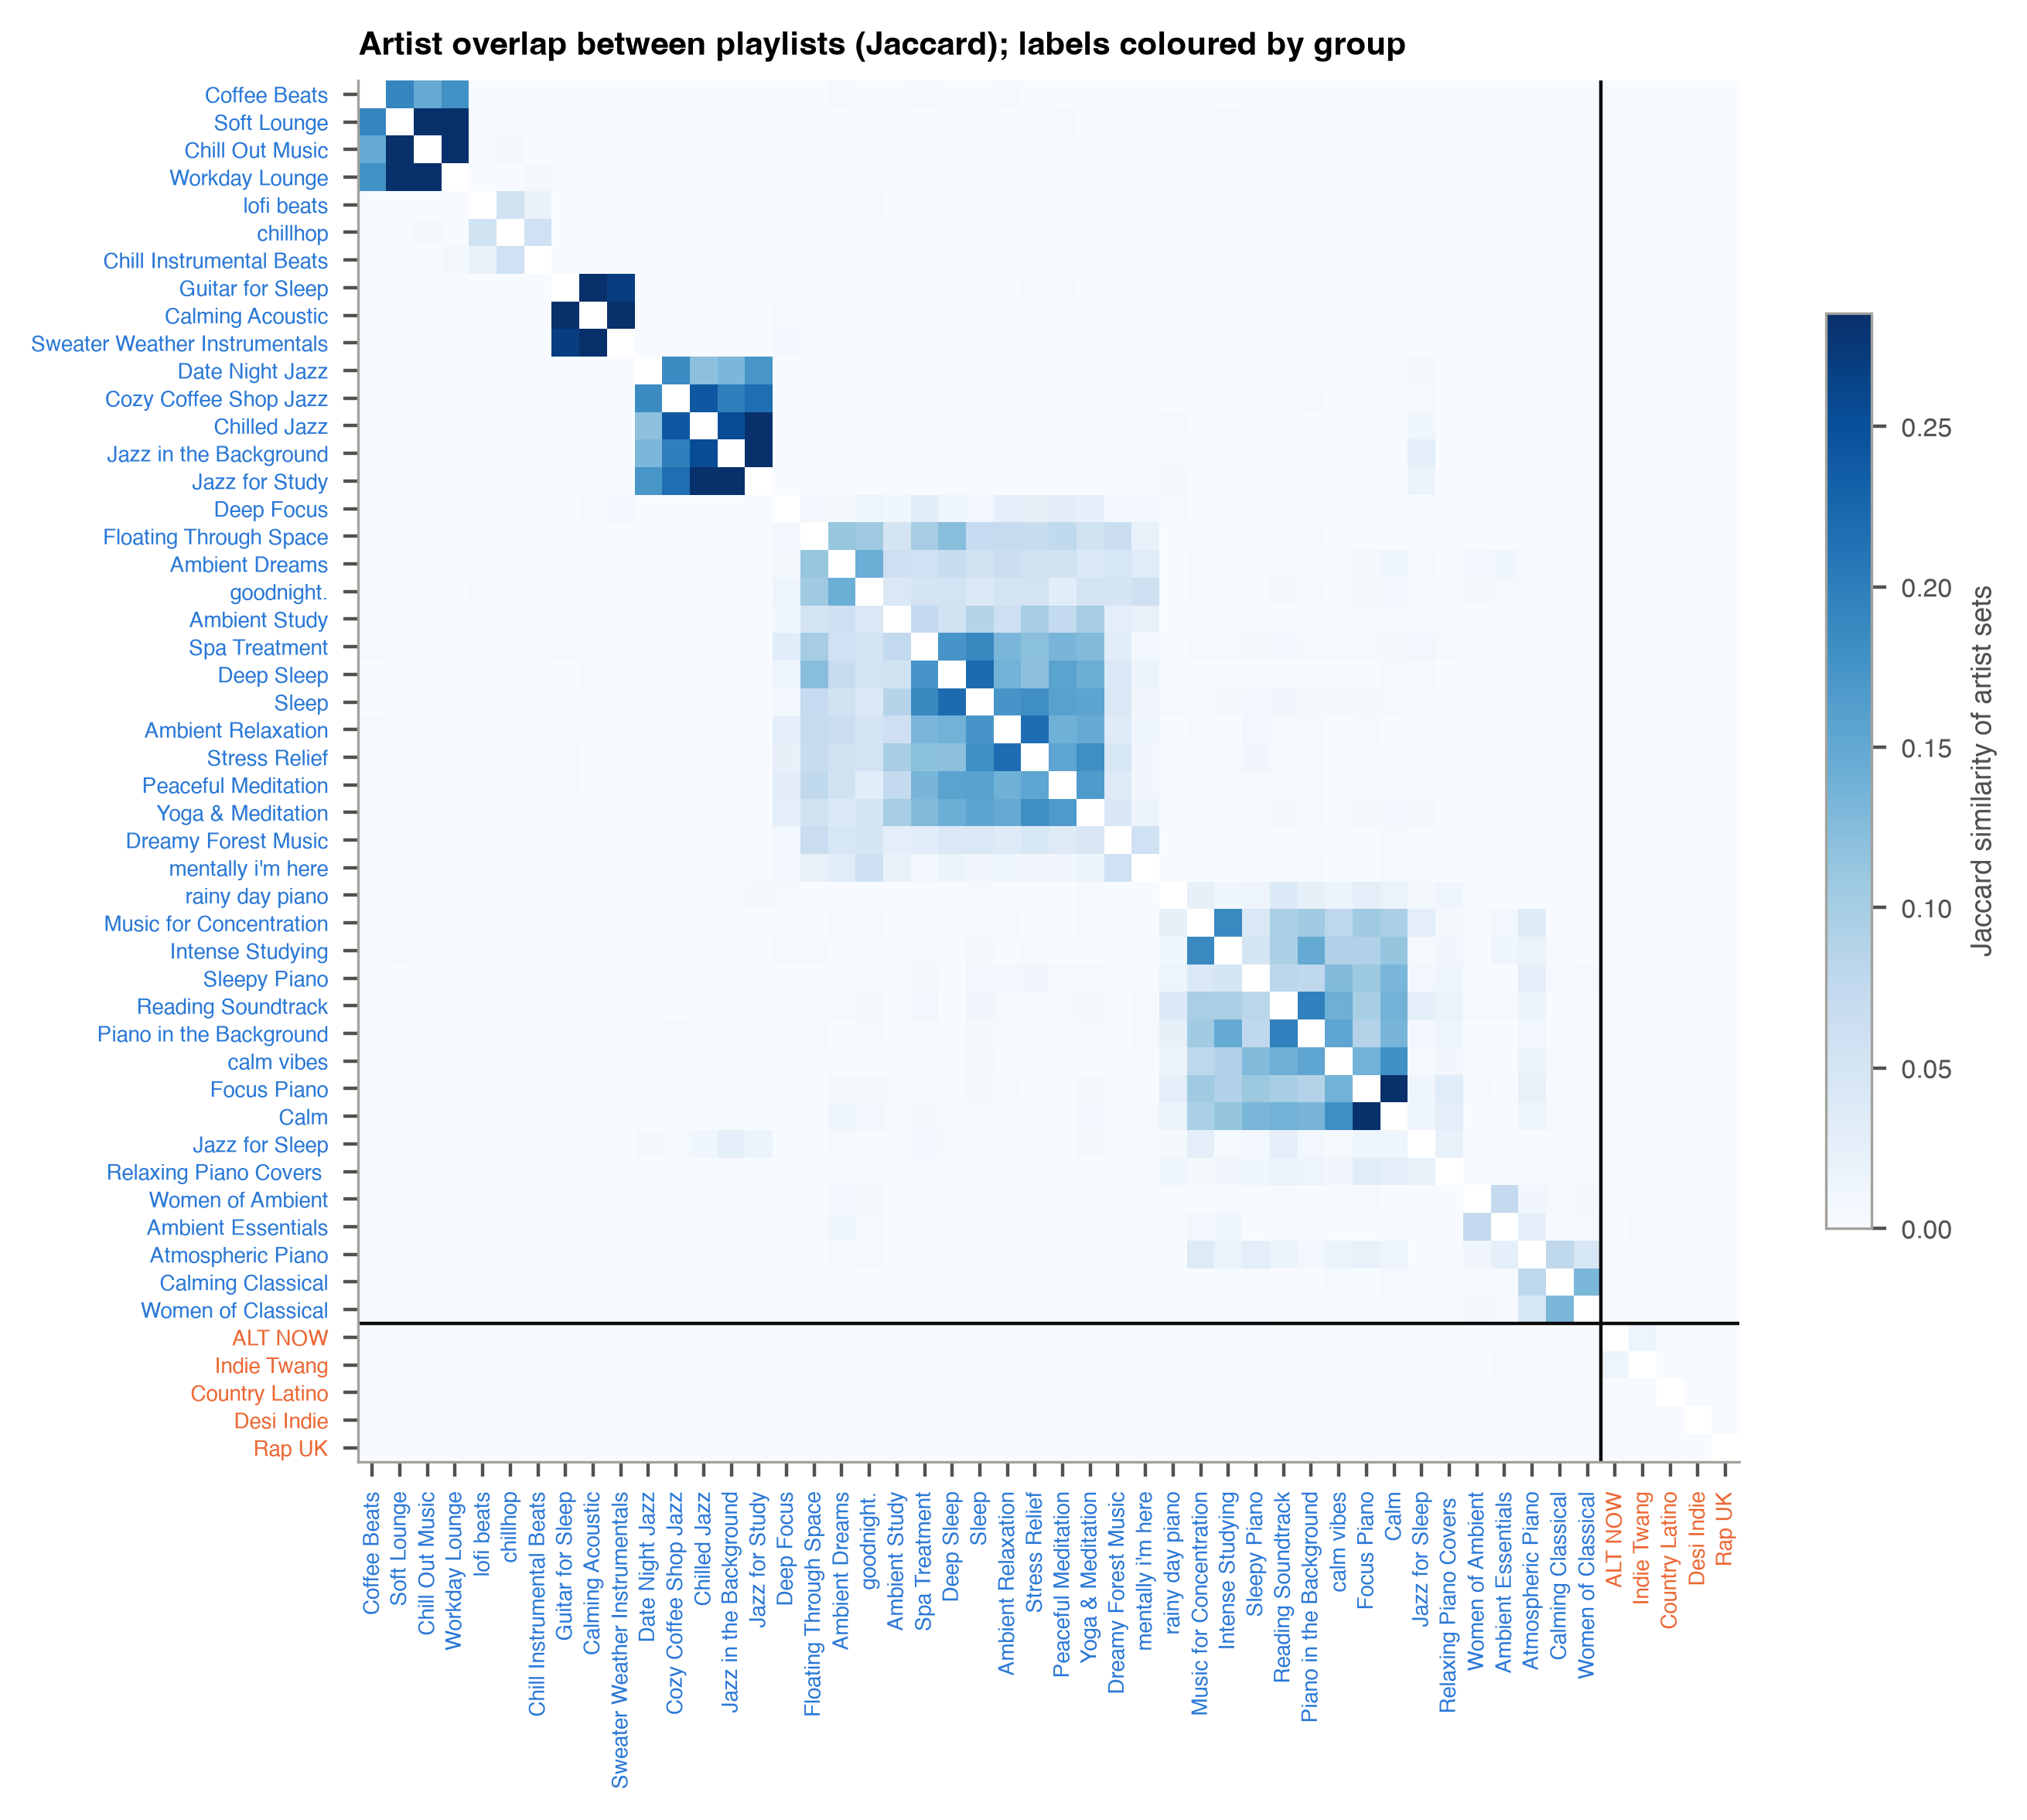 Artist overlap between playlists (Jaccard); labels coloured by group
Coffee Beats
Soft Lounge
Chill Out Music
Workday Lounge
lofi beats
chillhop
Chill Instrumental Beats
Guitar for Sleep
Calming Acoustic
Sweater Weather Instrumentals
Date Night Jazz
Cozy Coffee Shop Jazz
Chilled Jazz
Jazz in the Background
Jazz for Study
Deep Focus
Floating Through Space
Ambient Dreams
goodnight.
Ambient Study
Spa Treatment
Deep Sleep
Sleep
Ambient Relaxation
Stress Relief
Peaceful Meditation
Yoga & Meditation
Dreamy Forest Music
mentally i'm here
rainy day piano
Music for Concentration
Intense Studying
Sleepy Piano
Reading Soundtrack
Piano in the Background
calm vibes
Focus Piano
Calm
Jazz for Sleep
Relaxing Piano Covers
Women of Ambient
Ambient Essentials
Atmospheric Piano
Calming Classical
Women of Classical
ALT NOW
Indie Twang
Country Latino
Desi Indie
Rap UK
Coffee Beats
Soft Lounge
Chill Out Music
Workday Lounge
lofi beats
chillhop
Chill Instrumental Beats
Guitar for Sleep
Calming Acoustic
Sweater Weather Instrumentals
Date Night Jazz
Cozy Coffee Shop Jazz
Chilled Jazz
Jazz in the Background
Jazz for Study
Deep Focus
Floating Through Space
Ambient Dreams
goodnight.
Ambient Study
Spa Treatment
Deep Sleep
Sleep
Ambient Relaxation
Stress Relief
Peaceful Meditation
Yoga & Meditation
Dreamy Forest Music
mentally i'm here
rainy day piano
Music for Concentration
Intense Studying
Sleepy Piano
Reading Soundtrack
Piano in the Background
calm vibes
Focus Piano
Calm
Jazz for Sleep
Relaxing Piano Covers
Women of Ambient
Ambient Essentials
Atmospheric Piano
Calming Classical
Women of Classical
ALT NOW
Indie Twang
Country Latino
Desi Indie
Rap UK
0.25
0.20
0.15
0.10
0.05
0.00
Jaccard similarity of artist sets